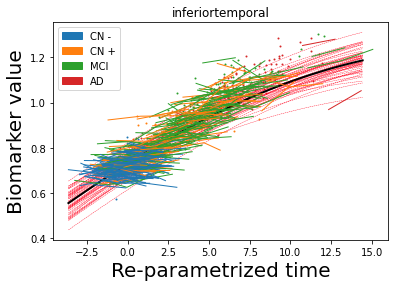 inferiortemporal
CN -
CN +
MCI
AD
Biomarker value
1.2
1.0
0.8
0.6
0.4
−2.5
0.0
2.5
5.0
7.5
10.0
12.5
15.0
Re-parametrized time